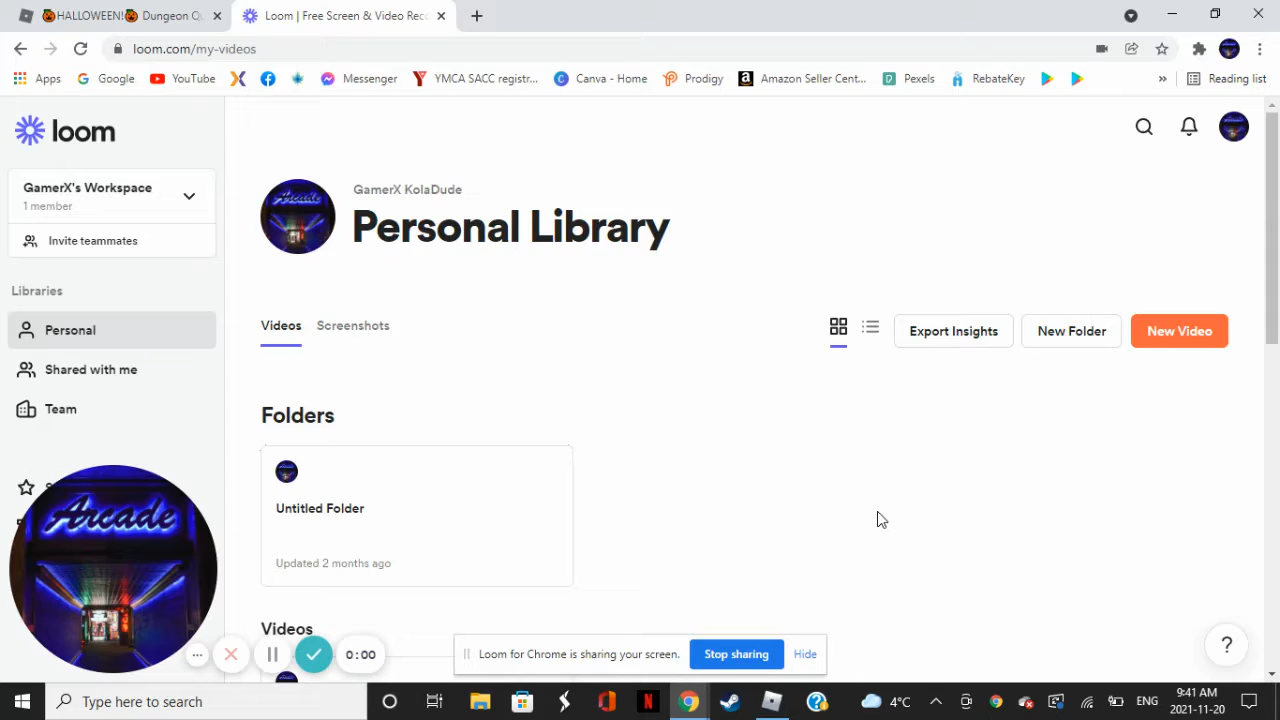 🎃HALLOWEEN!🎃 Dungeon Qu
Loom | Free Screen & Video Rec
loom.com/my-videos
Apps
Google
YouTube
Messenger
YMCA SACC registr...
Canva - Home
Prodigy
Amazon Seller Cent...
Pexels
RebateKey
»
Reading list
loom
GamerX's Workspace
1 member
Invite teammates
Libraries
Personal
Shared with me
Team
GamerX KolaDude
Personal Library
Videos
Screenshots
Export Insights
New Folder
New Video
Folders
Untitled Folder
Updated 2 months ago
Videos
Arcade
0:00
Loom for Chrome is sharing your screen.
Stop sharing
Hide
?
Type here to search
4°C
ENG
9:41 AM
2021-11-20